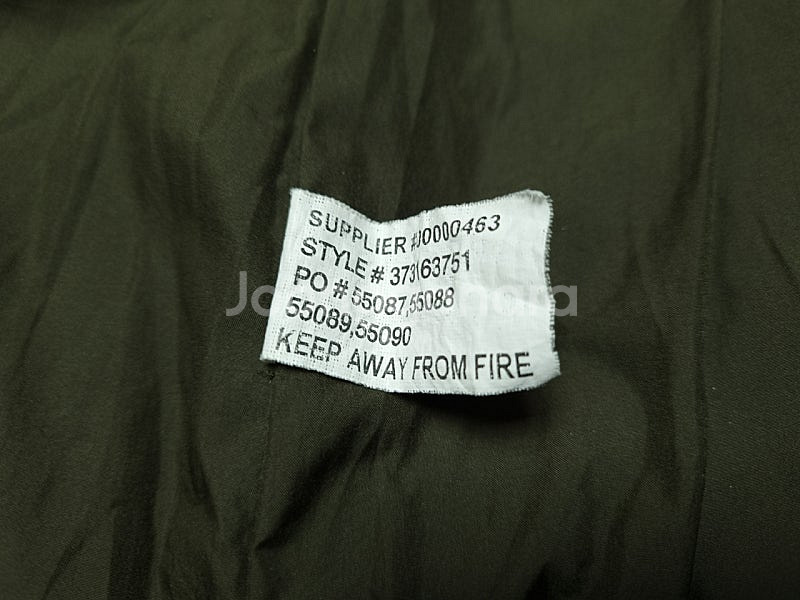 SUPPLIER #J0000463
STYLE # 373163751
PO # 55087,55088
55089,55090
KEEP AWAY FROM FIRE